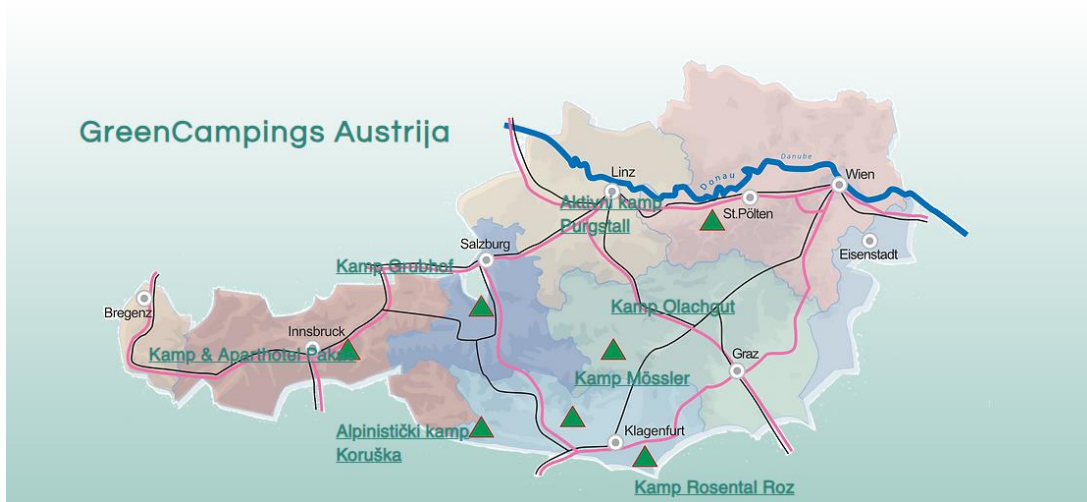 GreenCampings Austrija
Danube
Donau
Linz
Wien
Aktivni kamp
Purgstall
St.Pölten
Salzburg
Eisenstadt
Kamp Grubhof
Bregenz
Kamp Olachgut
Innsbruck
Kamp & Aparthotel
Graz
Kamp Mössler
Alpinistički kamp
Koruška
Klagenfurt
Kamp Rosental Roz